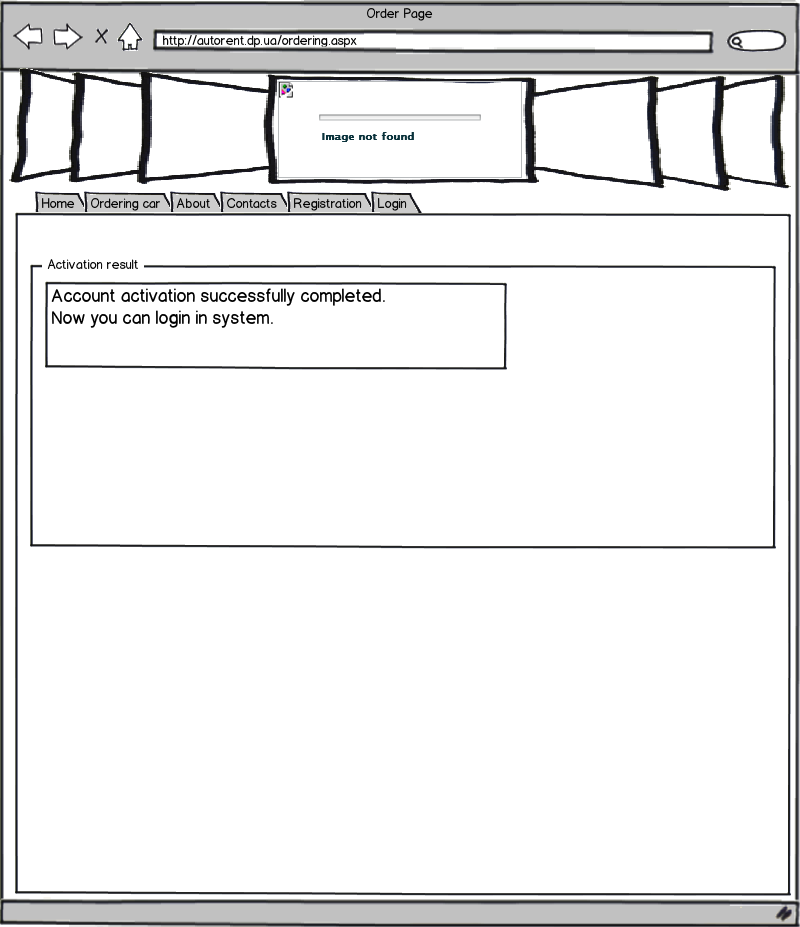 Order Page
http://autorent.dp.ua/ordering.aspx
Image not found
Home Ordering car About Contacts Registration Login
Activation result
Account activation successfully completed.
Now you can login in system.